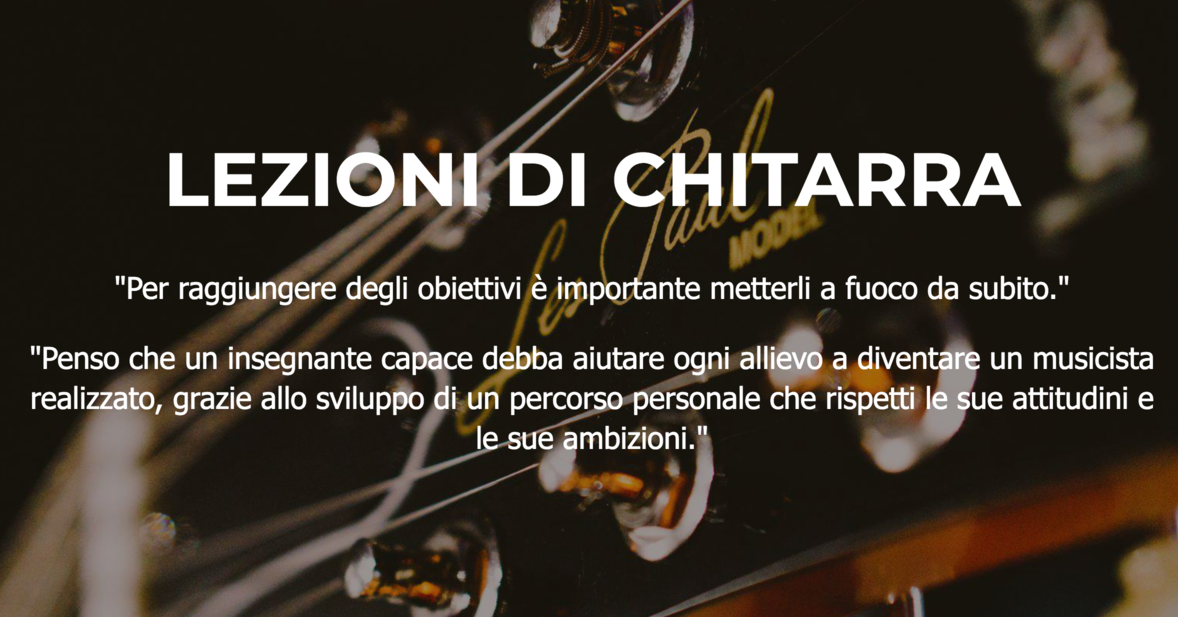 LEZIONI DI CHITARRA
Les Paul
MODEL
"Per raggiungere degli obiettivi è importante metterli a fuoco da subito."
"Penso che un insegnante capace debba aiutare ogni allievo a diventare un musicista
realizzato, grazie allo sviluppo di un percorso personale che rispetti le sue attitudini e
le sue ambizioni."